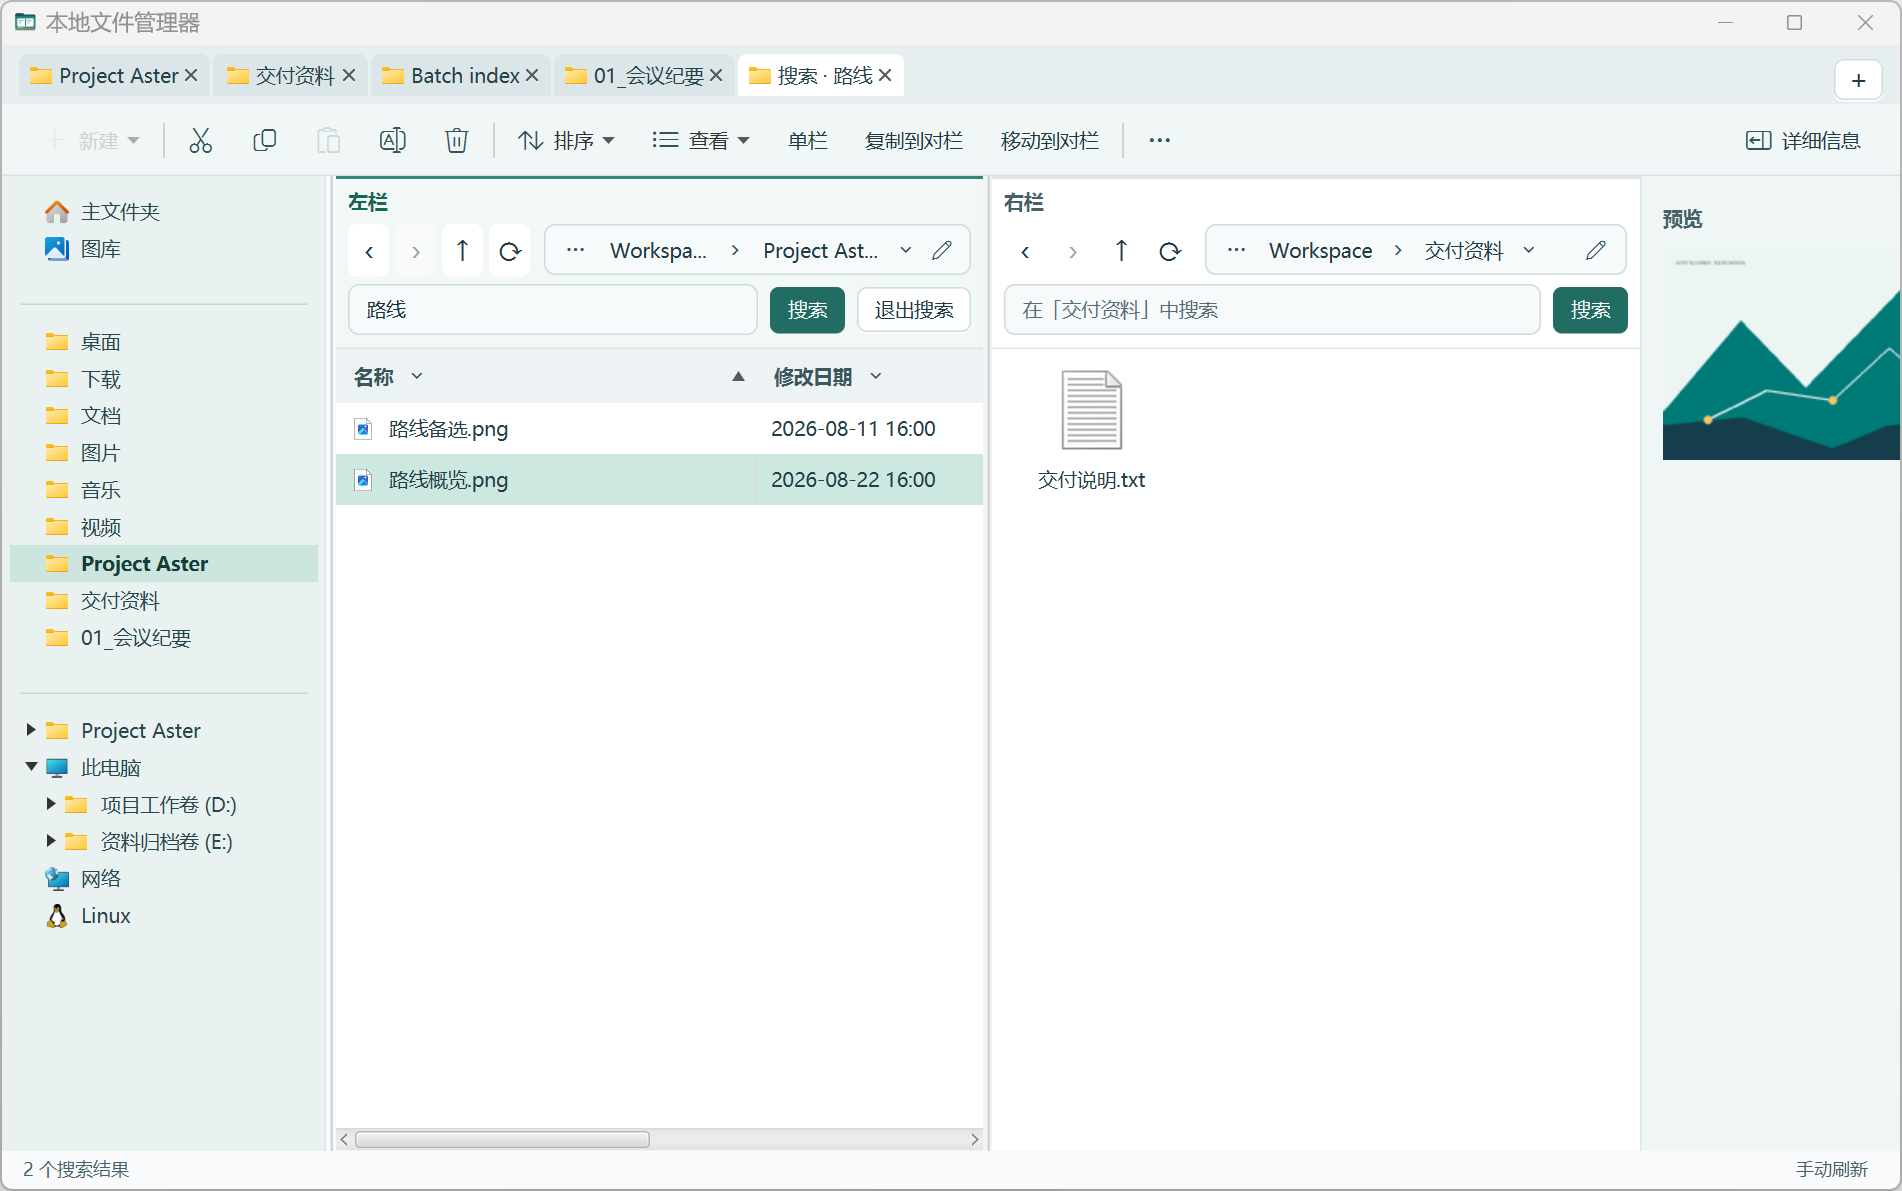 本地文件管理器
Project Aster
交付资料
Batch index
01_会议纪要
搜索 · 路线
新建
排序
查看
单栏
复制到对栏
移动到对栏
详细信息
主文件夹
图库
桌面
下载
文档
图片
音乐
视频
Project Aster
交付资料
01_会议纪要
Project Aster
此电脑
项目工作卷 (D:)
资料归档卷 (E:)
网络
Linux
左栏
Workspa...
Project Ast...
路线
搜索
退出搜索
名称
修改日期
路线备选.png 2026-08-11 16:00
路线概览.png 2026-08-22 16:00
右栏
Workspace
交付资料
在「交付资料」中搜索
搜索
交付说明.txt
预览
2 个搜索结果
手动刷新